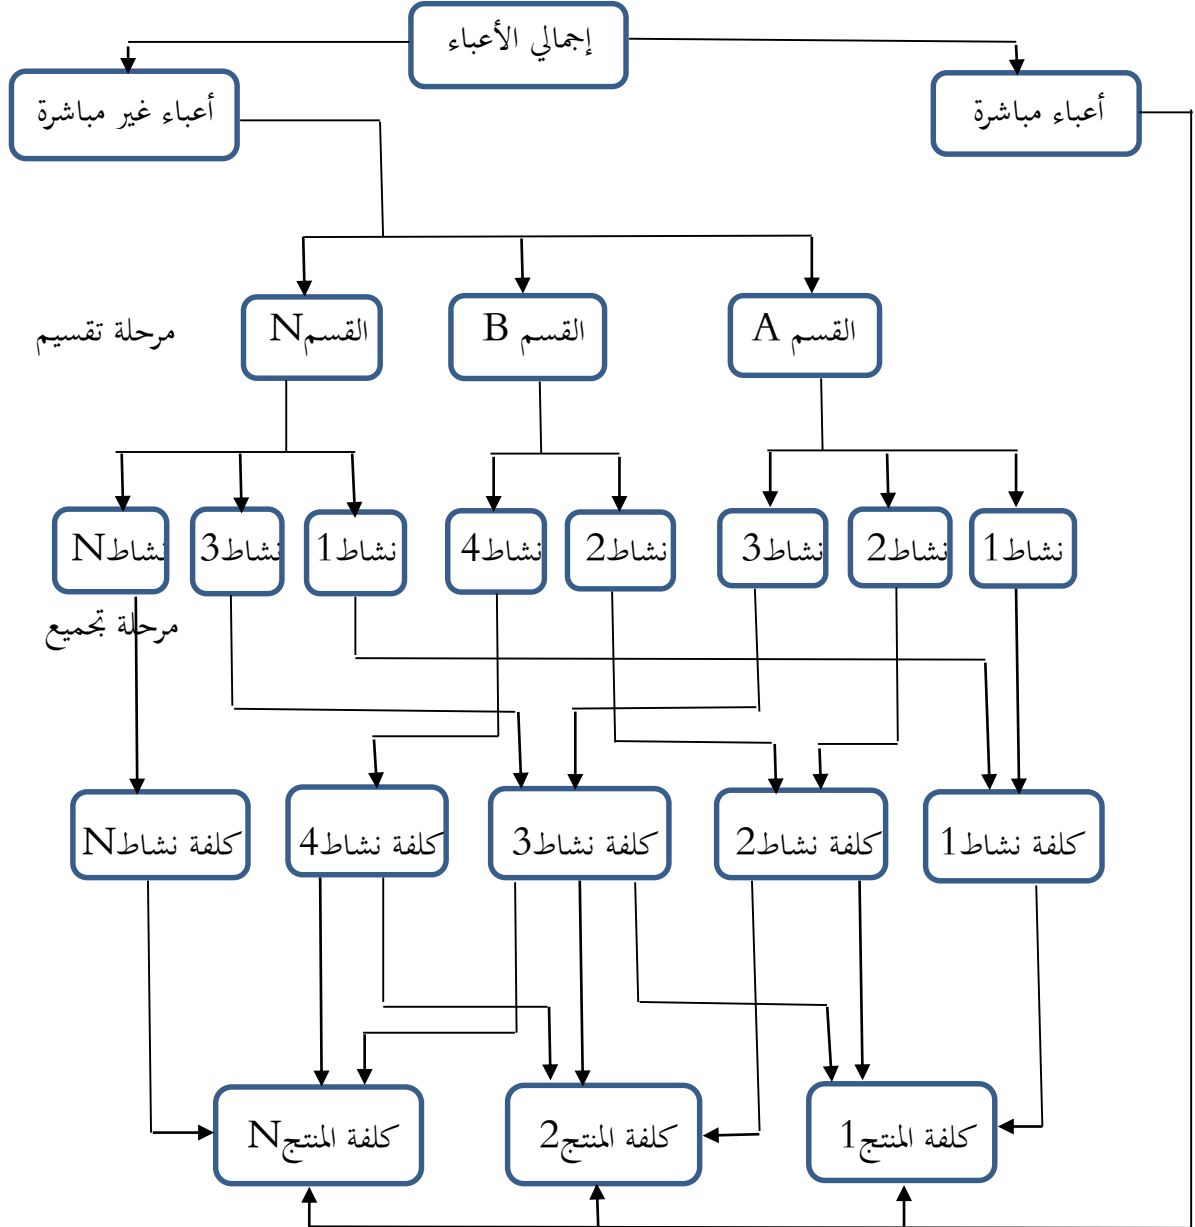 إجمالي الأعباء
أعباء مباشرة
أعباء غير مباشرة
القسم A
القسم B
القسمN
مرحلة تقسيم
نشاط1
نشاط2
نشاط3
نشاط2
نشاط4
نشاط1
نشاط3
نشاطN
مرحلة تجميع
كلفة نشاط1
كلفة نشاط2
كلفة نشاط3
كلفة نشاط4
كلفة نشاطN
كلفة المنتج1
كلفة المنتج2
كلفة المنتجN